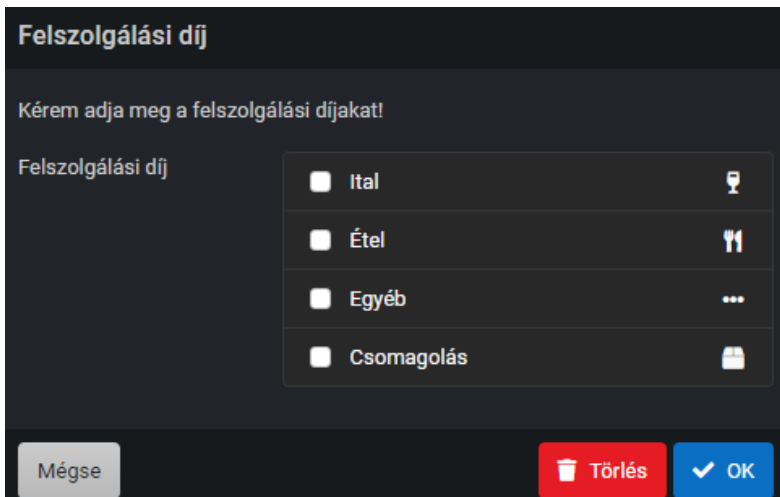 Felszolgálási díj
Kérem adja meg a felszolgálási díjakat!
Felszolgálási díj
Ital
Étel
Egyéb
Csomagolás
Mégse
Törlés
OK